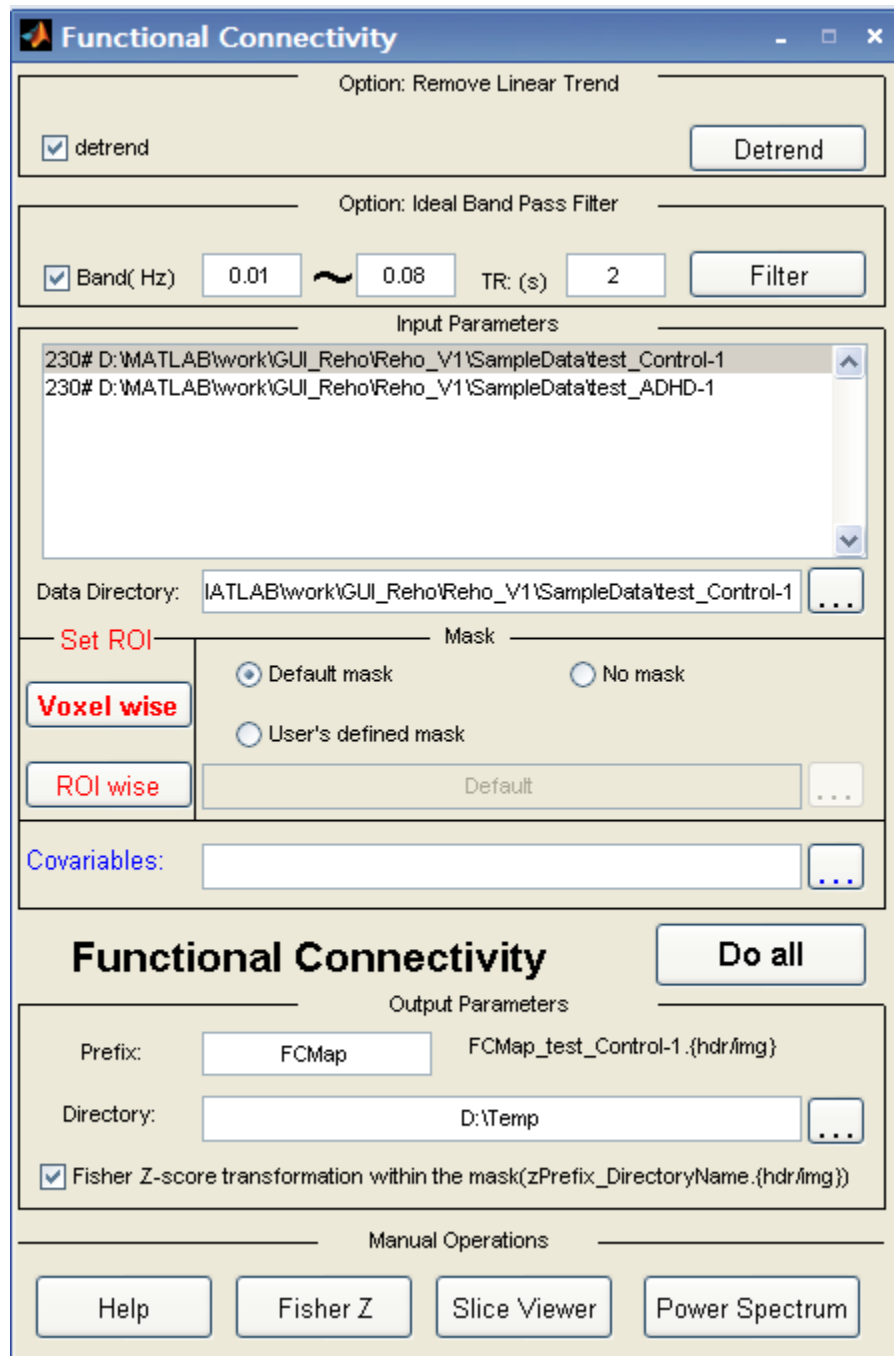 Functional Connectivity
Option: Remove Linear Trend
detrend
Detrend
Option: Ideal Band Pass Filter
Band( Hz) 0.01 ~ 0.08 TR: (s) 2 Filter
Input Parameters
230# D:\MATLAB\work\GUI_Reho\Reho_V1\SampleData\test_Control-1
230# D:\MATLAB\work\GUI_Reho\Reho_V1\SampleData\test_ADHD-1
Data Directory: IATLAB\work\GUI_Reho\Reho_V1\SampleData\test_Control-1 ...
Set ROI
Mask
Voxel wise
Default mask No mask
User's defined mask
ROI wise
Default ...
Covariables: ...
Functional Connectivity Do all
Output Parameters
Prefix: FCMap FCMap_test_Control-1.{hdr/img}
Directory: D:\Temp ...
Fisher Z-score transformation within the mask(zPrefix_DirectoryName.{hdr/img})
Manual Operations
Help Fisher Z Slice Viewer Power Spectrum